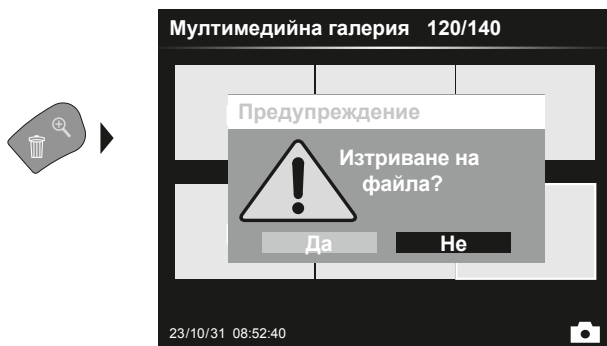 Мултимедийна галерия 120/140
Предупреждение
Изтриване на
файла?
Да Не
23/10/31 08:52:40